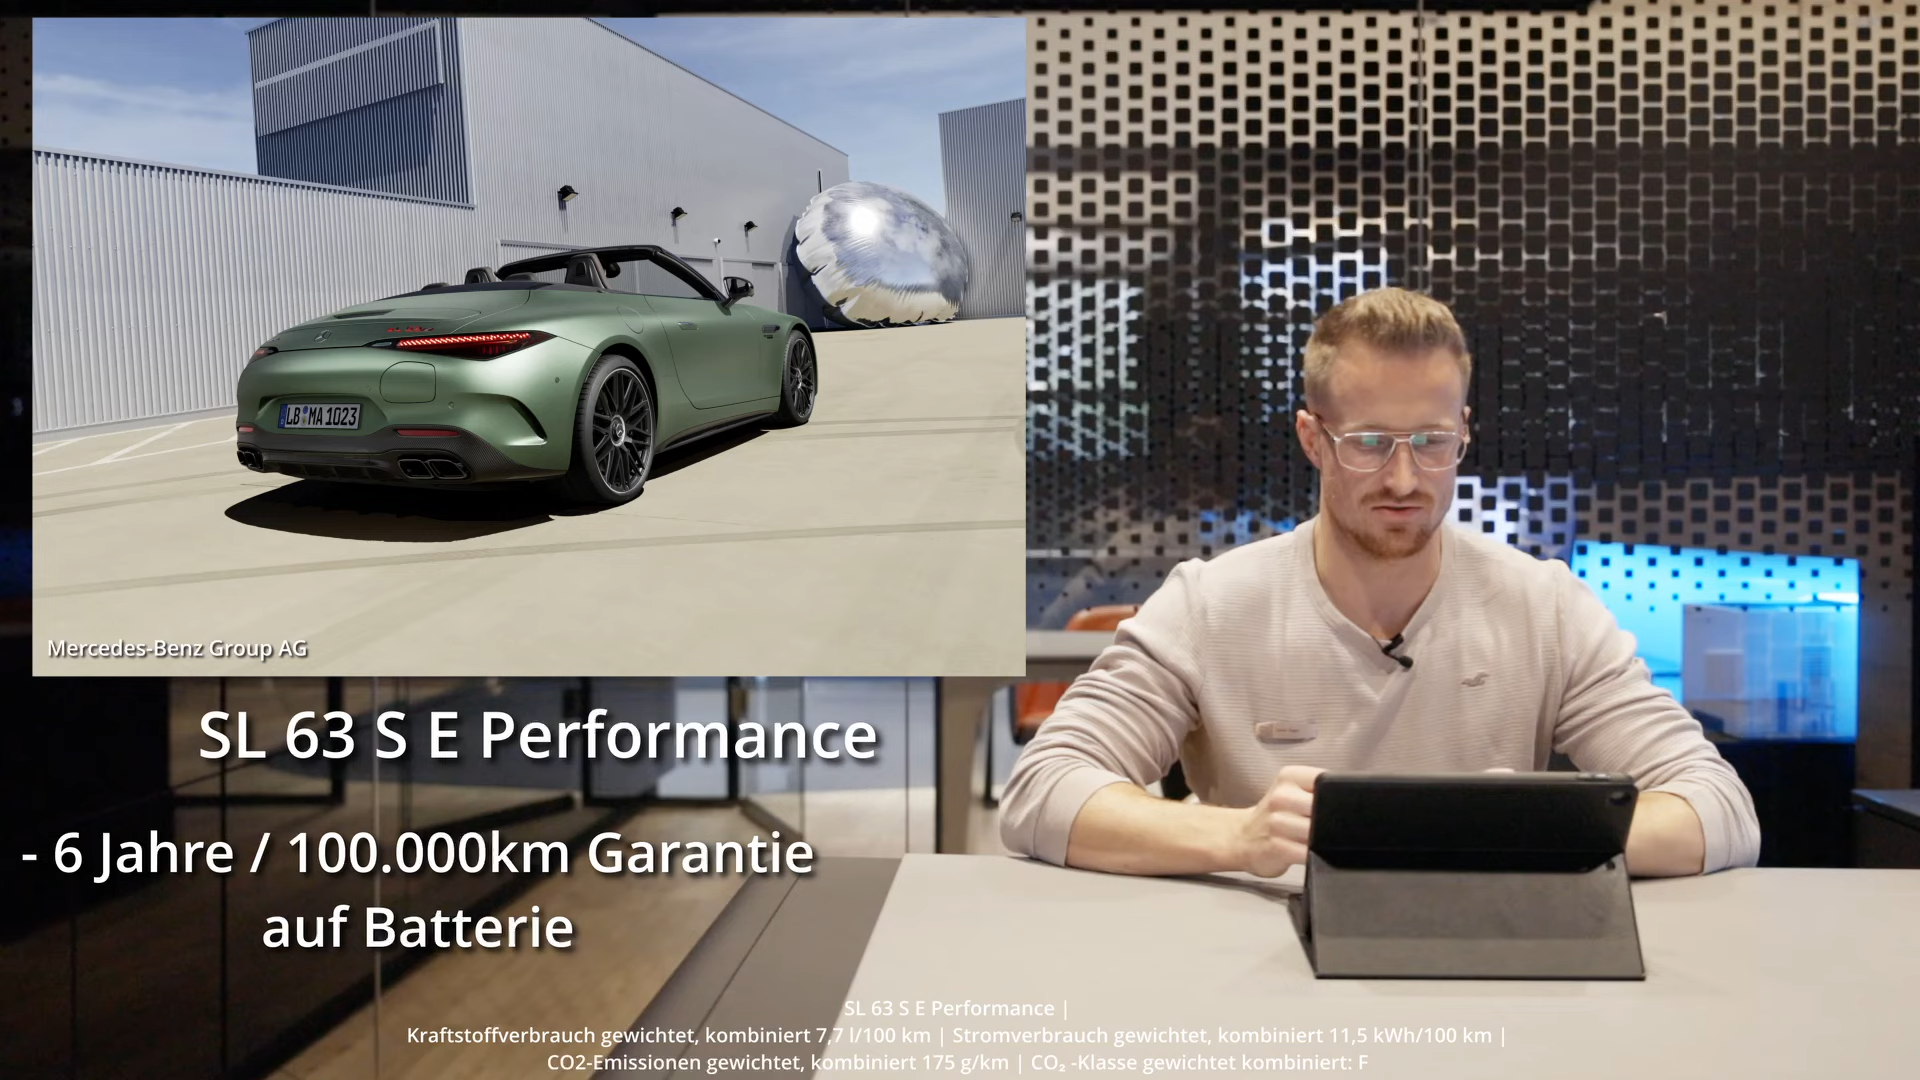 LB MA 1023
Mercedes-Benz Group AG
SL 63 S E Performance
- 6 Jahre / 100.000km Garantie
auf Batterie
SL 63 S E Performance |
Kraftstoffverbrauch gewichtet, kombiniert 7,7 l/100 km | Stromverbrauch gewichtet, kombiniert 11,5 kWh/100 km |
CO2-Emissionen gewichtet, kombiniert 175 g/km | CO₂ -Klasse gewichtet kombiniert: F